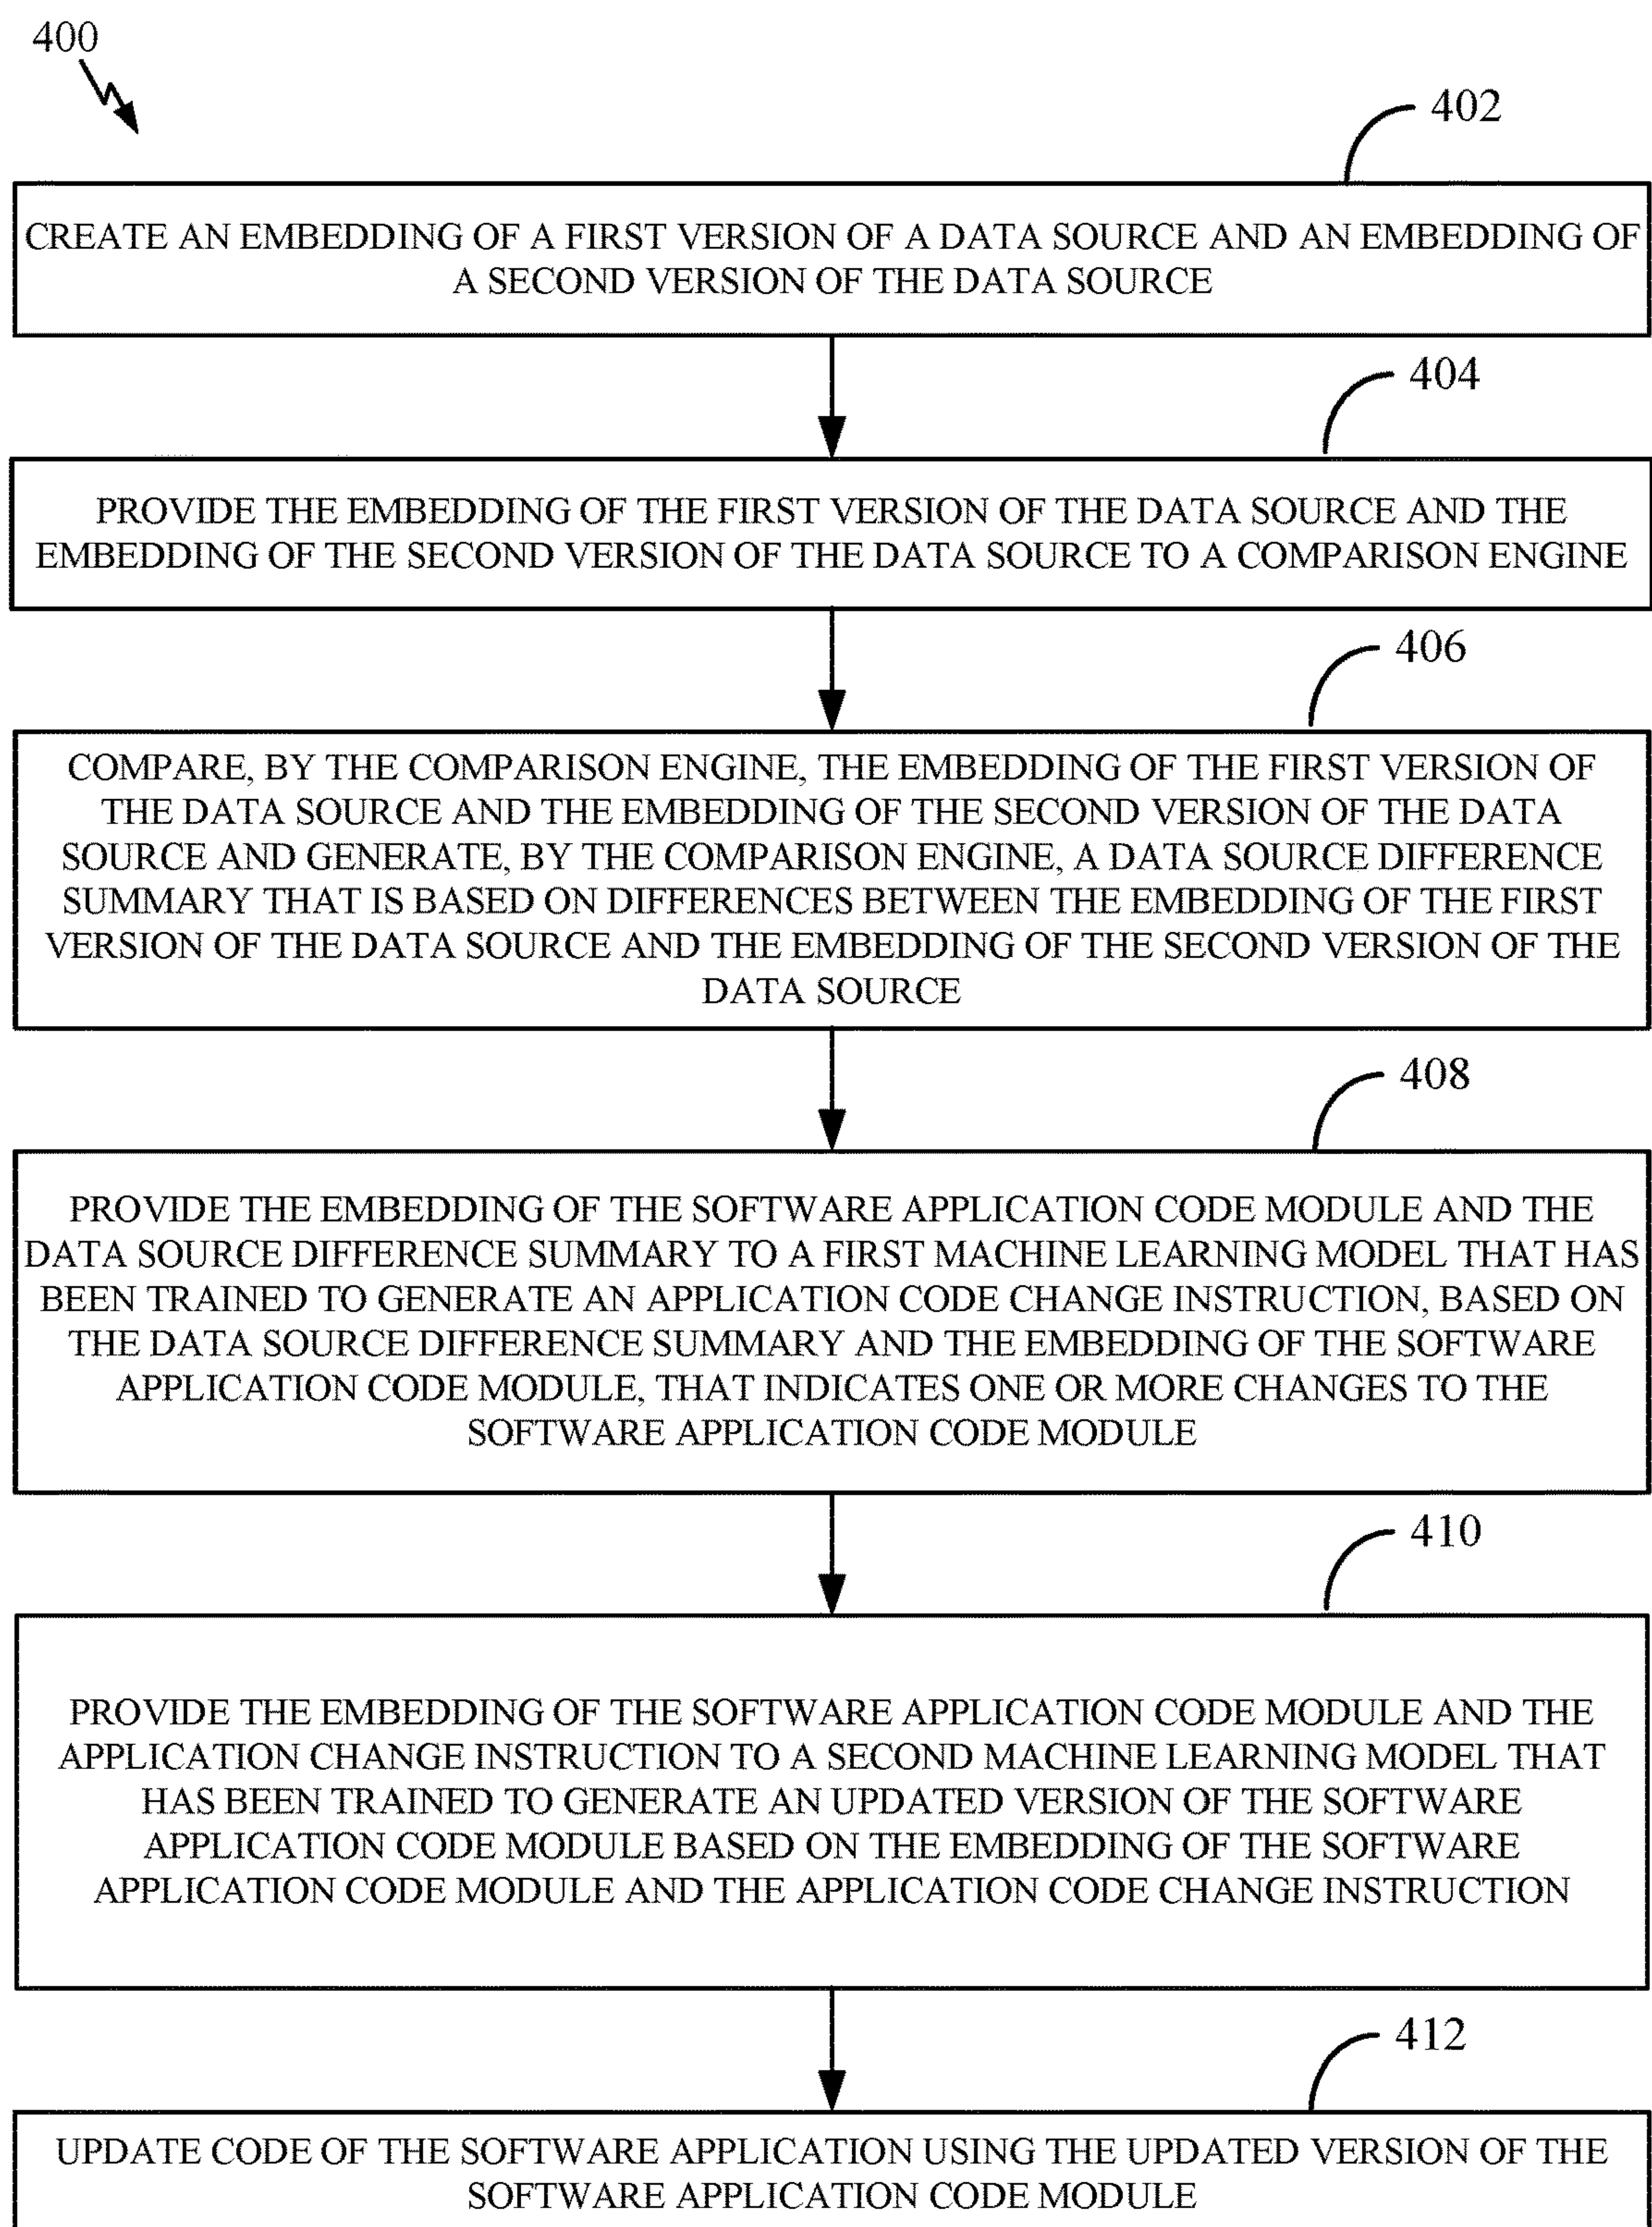 400
402
CREATE AN EMBEDDING OF A FIRST VERSION OF A DATA SOURCE AND AN EMBEDDING OF
A SECOND VERSION OF THE DATA SOURCE
404
PROVIDE THE EMBEDDING OF THE FIRST VERSION OF THE DATA SOURCE AND THE
EMBEDDING OF THE SECOND VERSION OF THE DATA SOURCE TO A COMPARISON ENGINE
406
COMPARE, BY THE COMPARISON ENGINE, THE EMBEDDING OF THE FIRST VERSION OF
THE DATA SOURCE AND THE EMBEDDING OF THE SECOND VERSION OF THE DATA
SOURCE AND GENERATE, BY THE COMPARISON ENGINE, A DATA SOURCE DIFFERENCE
SUMMARY THAT IS BASED ON DIFFERENCES BETWEEN THE EMBEDDING OF THE FIRST
VERSION OF THE DATA SOURCE AND THE EMBEDDING OF THE SECOND VERSION OF THE
DATA SOURCE
408
PROVIDE THE EMBEDDING OF THE SOFTWARE APPLICATION CODE MODULE AND THE
DATA SOURCE DIFFERENCE SUMMARY TO A FIRST MACHINE LEARNING MODEL THAT HAS
BEEN TRAINED TO GENERATE AN APPLICATION CODE CHANGE INSTRUCTION, BASED ON
THE DATA SOURCE DIFFERENCE SUMMARY AND THE EMBEDDING OF THE SOFTWARE
APPLICATION CODE MODULE, THAT INDICATES ONE OR MORE CHANGES TO THE
SOFTWARE APPLICATION CODE MODULE
410
PROVIDE THE EMBEDDING OF THE SOFTWARE APPLICATION CODE MODULE AND THE
APPLICATION CHANGE INSTRUCTION TO A SECOND MACHINE LEARNING MODEL THAT
HAS BEEN TRAINED TO GENERATE AN UPDATED VERSION OF THE SOFTWARE
APPLICATION CODE MODULE BASED ON THE EMBEDDING OF THE SOFTWARE
APPLICATION CODE MODULE AND THE APPLICATION CODE CHANGE INSTRUCTION
412
UPDATE CODE OF THE SOFTWARE APPLICATION USING THE UPDATED VERSION OF THE
SOFTWARE APPLICATION CODE MODULE